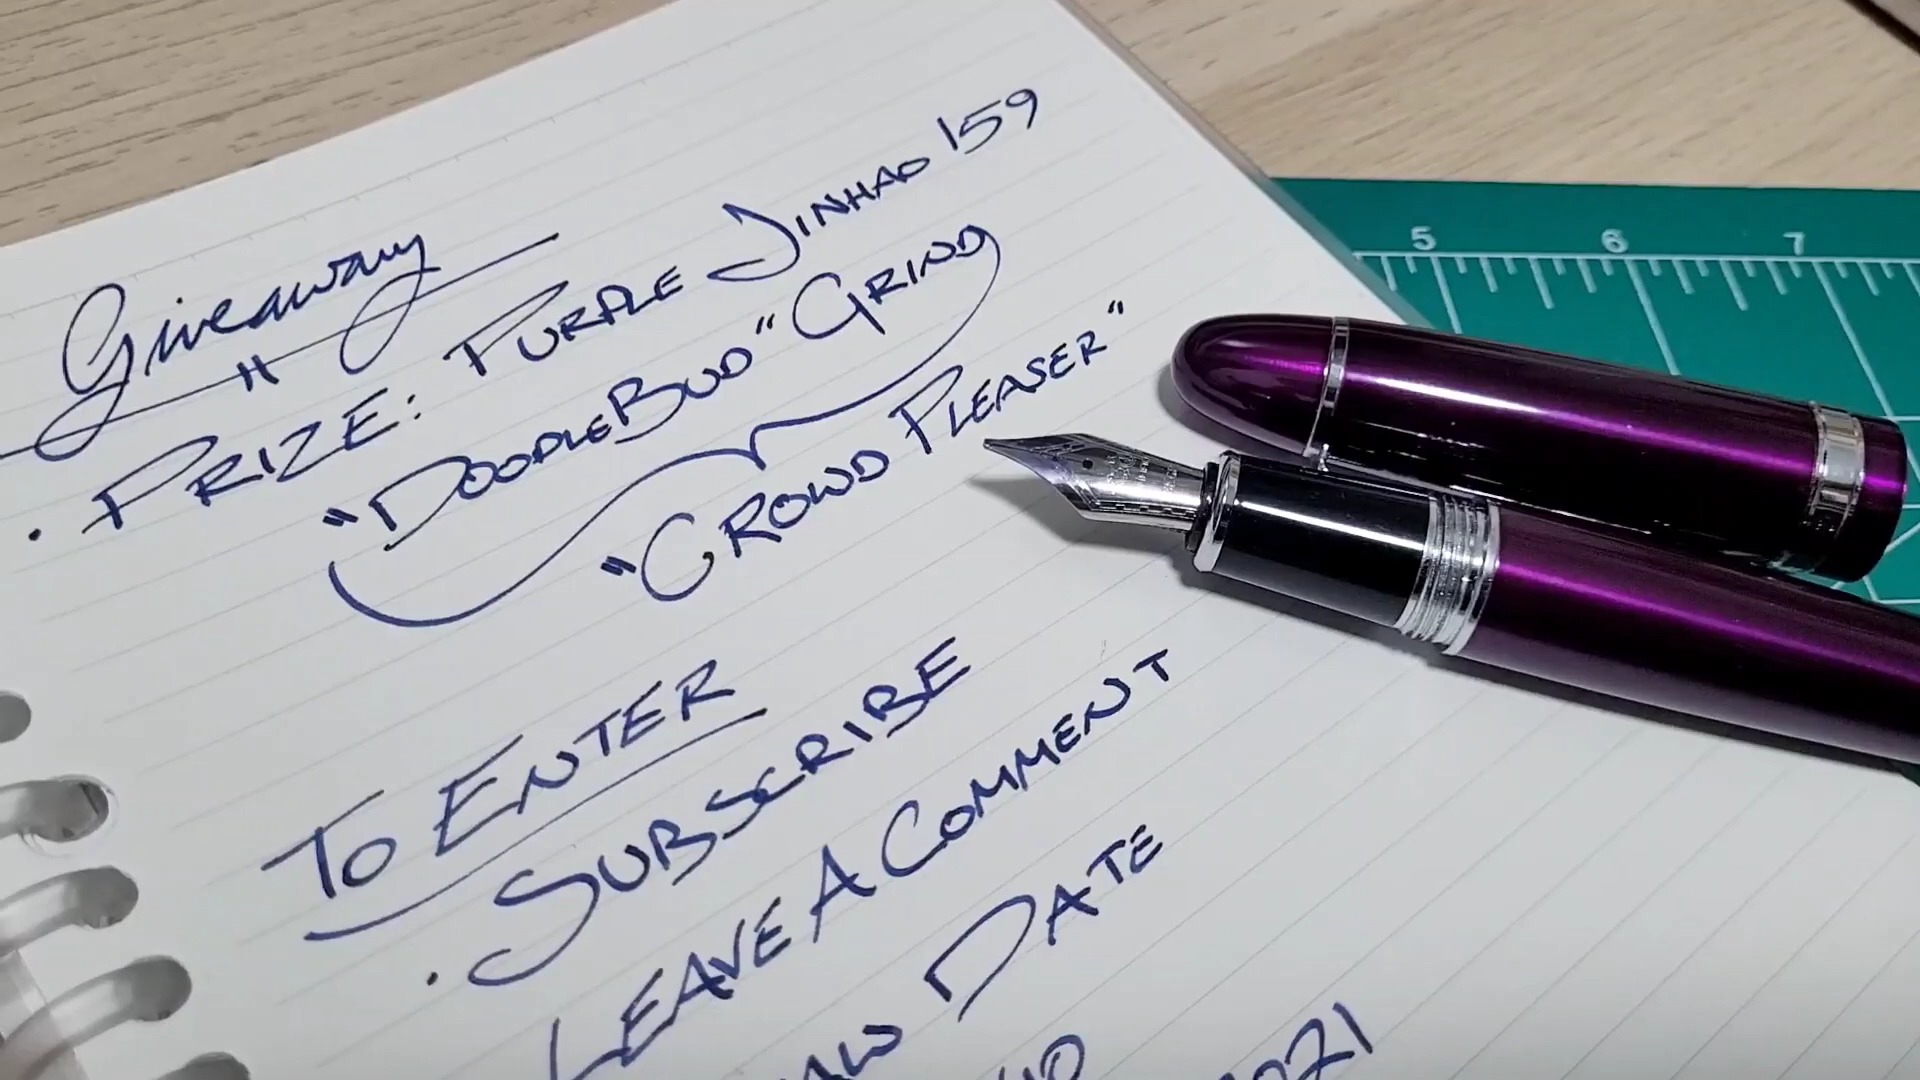 Giveaway
· PRIZE: PURPLE JINHAO 159
"DOODLEBUD" GRIND
"CROWD PLEASER"
TO ENTER
· SUBSCRIBE
LEAVE A COMMENT
DATE
5 6 7